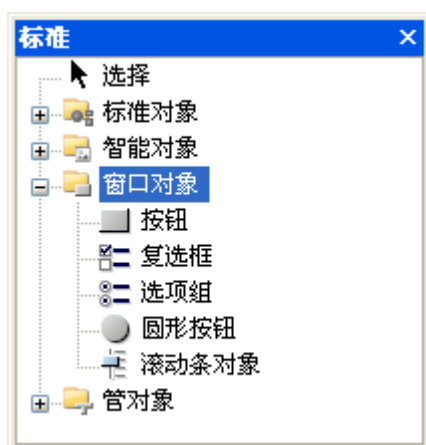 标准
选择
标准对象
智能对象
窗口对象
按钮
复选框
选项组
圆形按钮
滚动条对象
管对象